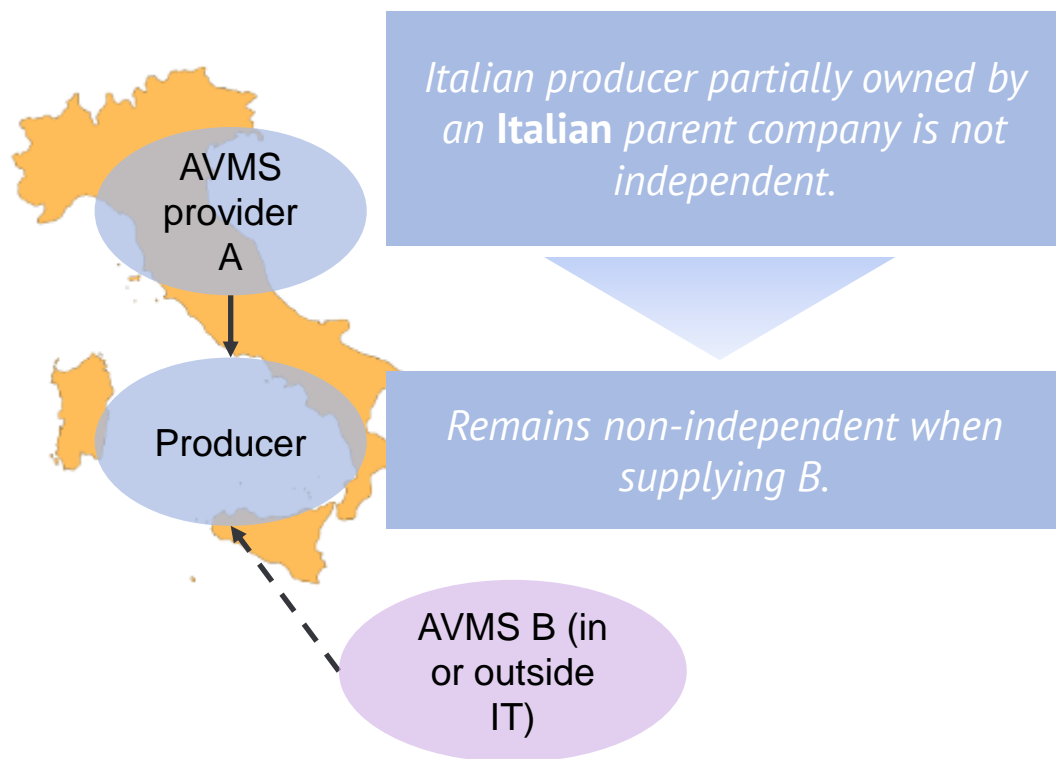 Italian producer partially owned by
an Italian parent company is not
independent.
AVMS
provider
A
Producer
Remains non-independent when
supplying B.
AVMS B (in
or outside
IT)